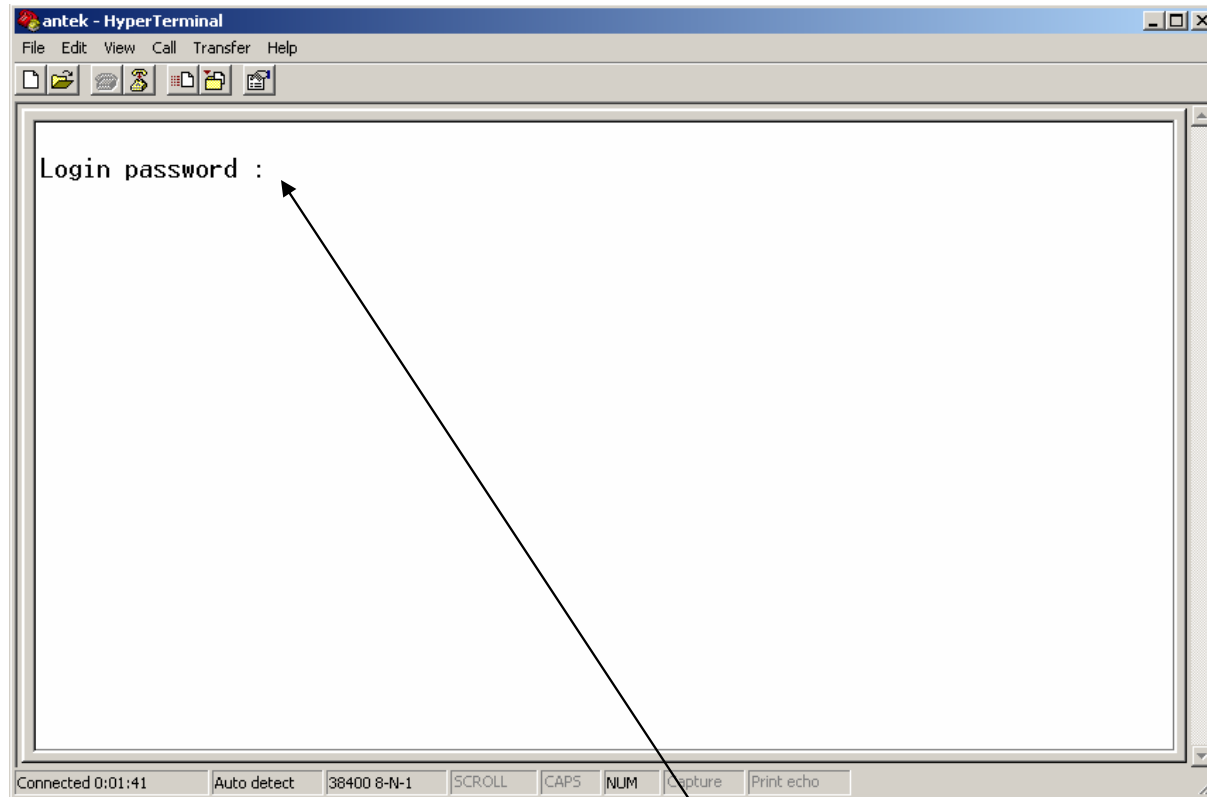 antek - HyperTerminal
File Edit View Call Transfer Help
Login password :
Connected 0:01:41 Auto detect 38400 8-N-1 SCROLL CAPS NUM Capture Print echo